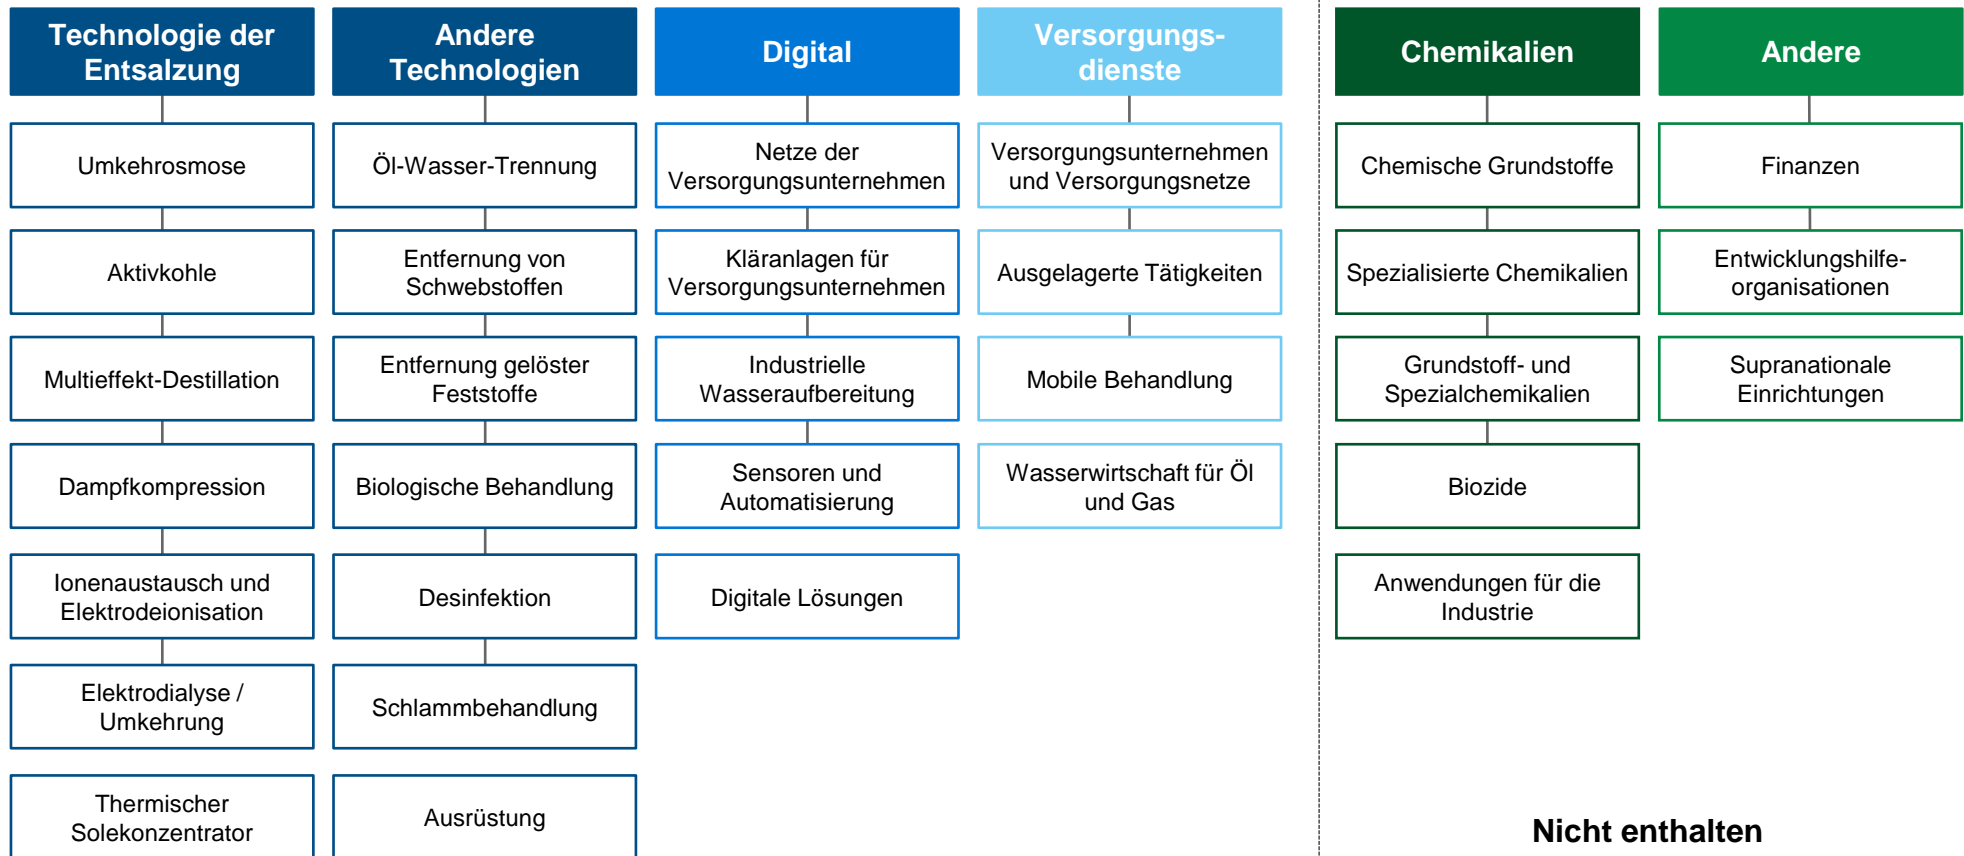 Technologie der
Entsalzung
Umkehrosmose
Aktivkohle
Multieffekt-Destillation
Dampfkompression
Ionenaustausch und
Elektrodeionisation
Elektrodialyse /
Umkehrung
Thermischer
Solekonzentrator
Andere
Technologien
Öl-Wasser-Trennung
Entfernung von
Schwebstoffen
Entfernung gelöster
Feststoffe
Biologische Behandlung
Desinfektion
Schlammbehandlung
Ausrüstung
Digital
Netze der
Versorgungsunternehmen
Kläranlagen für
Versorgungsunternehmen
Industrielle
Wasseraufbereitung
Sensoren und
Automatisierung
Digitale Lösungen
Versorgungs-
dienste
Versorgungsunternehmen
und Versorgungsnetze
Ausgelagerte Tätigkeiten
Mobile Behandlung
Wasserwirtschaft für Öl
und Gas
Chemikalien
Chemische Grundstoffe
Spezialisierte Chemikalien
Grundstoff- und
Spezialchemikalien
Biozide
Anwendungen für die
Industrie
Andere
Finanzen
Entwicklungshilfe-
organisationen
Supranationale
Einrichtungen
Nicht enthalten